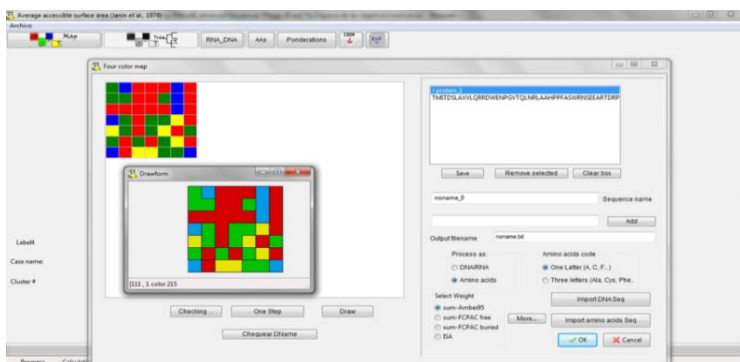 Average accessible surface area (Janin et al., 1979)
Archivo
MAp
Tree
RNA_DNA
AAs
Ponderations
Four color map
>protein_1
TMITDSLAVVLQRRDWENPGVTQLNRLAAHPPFASWRNSEEARTDRP
Save
Remove selected
Clear box
Drawform
noname_0
Sequence name
Add
Output filename
noname.txt
Label4
Case name:
Cluster #
[111 , 1 color 215
Process as:
DNA/RNA
Amino acids
Amino acids code
One Letter (A, C, F...)
Three letters (Ala, Cys, Phe..
Select Weight
sum-Amber95
sum-FCPAC free
sum-FCPAC buried
ISA
More...
Import DNA Seq
Import amino acids Seq
OK
Cancel
Checking ...
One Step
Draw
Chequear DName